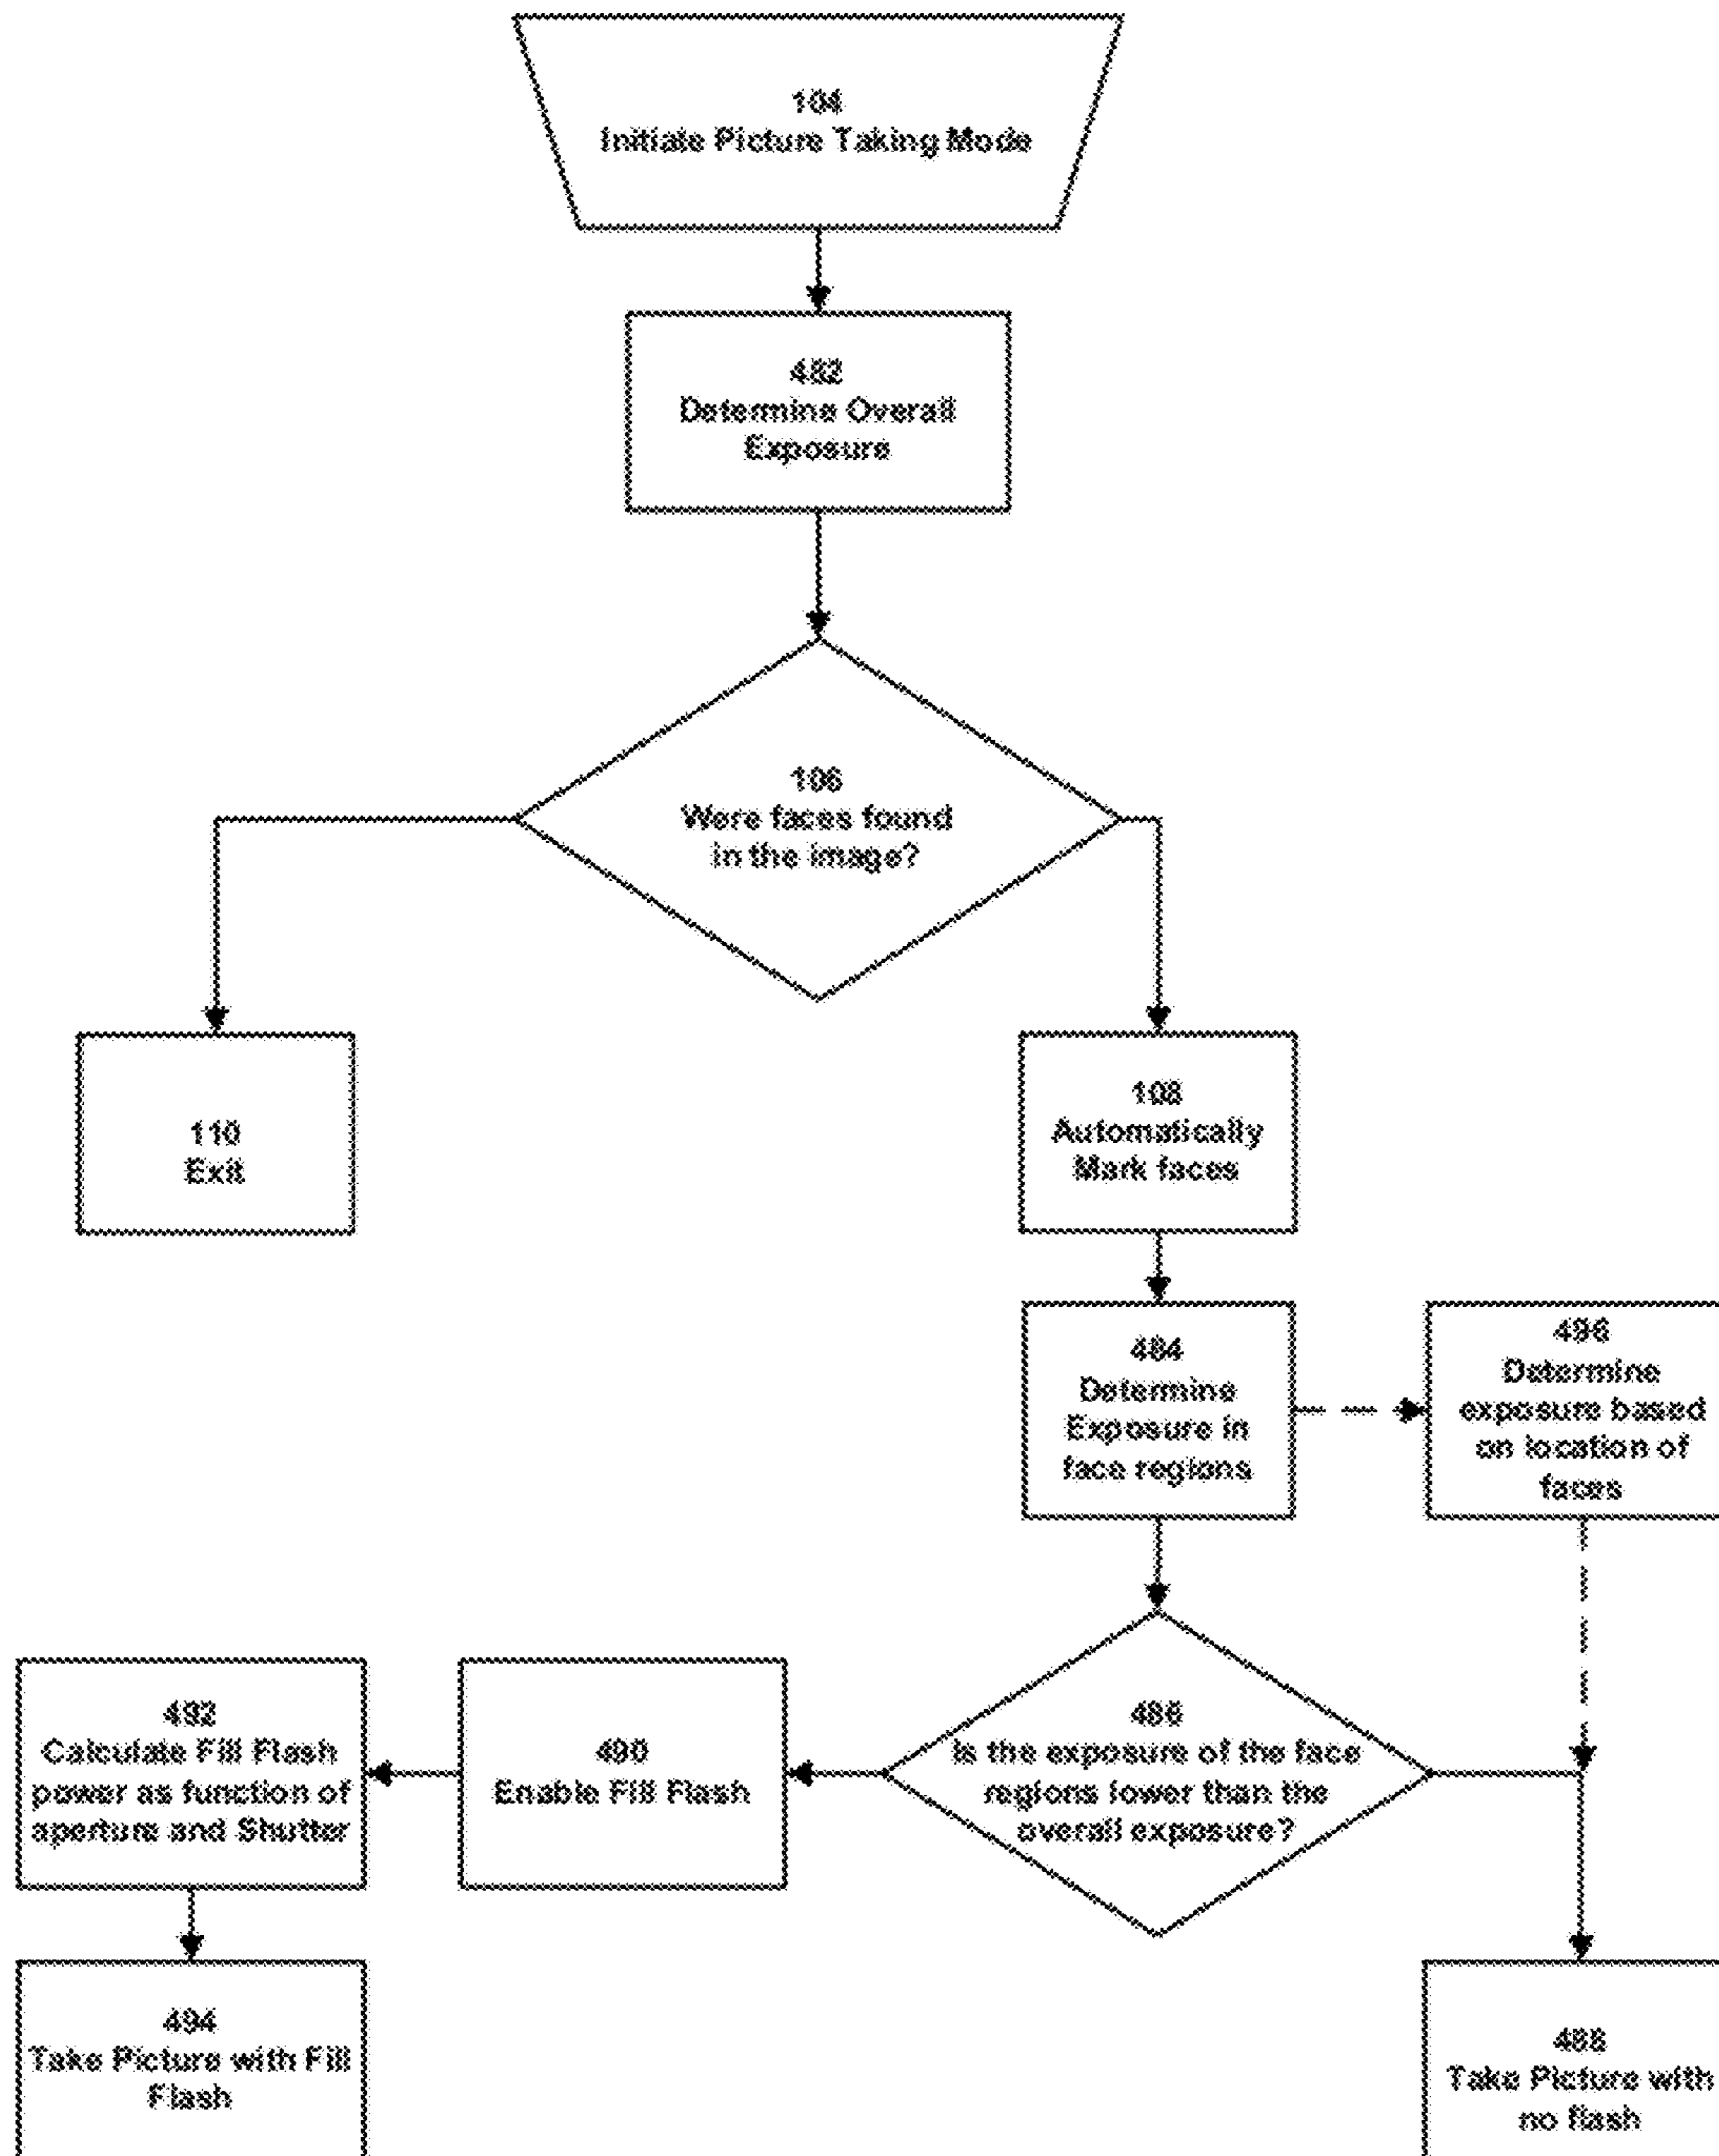 104
Initiate Picture Taking Mode
482
Determine Overall
Exposure
106
Were faces found
in the image?
110
Exit
108
Automatically
Mark faces
484
Determine
Exposure in
face regions
496
Determine
exposure based
on location of
faces
492
Calculate Fill Flash
power as function of
aperture and Shutter
490
Enable Fill Flash
486
Is the exposure of the face
regions lower than the
overall exposure?
494
Take Picture with Fill
Flash
488
Take Picture with
no flash